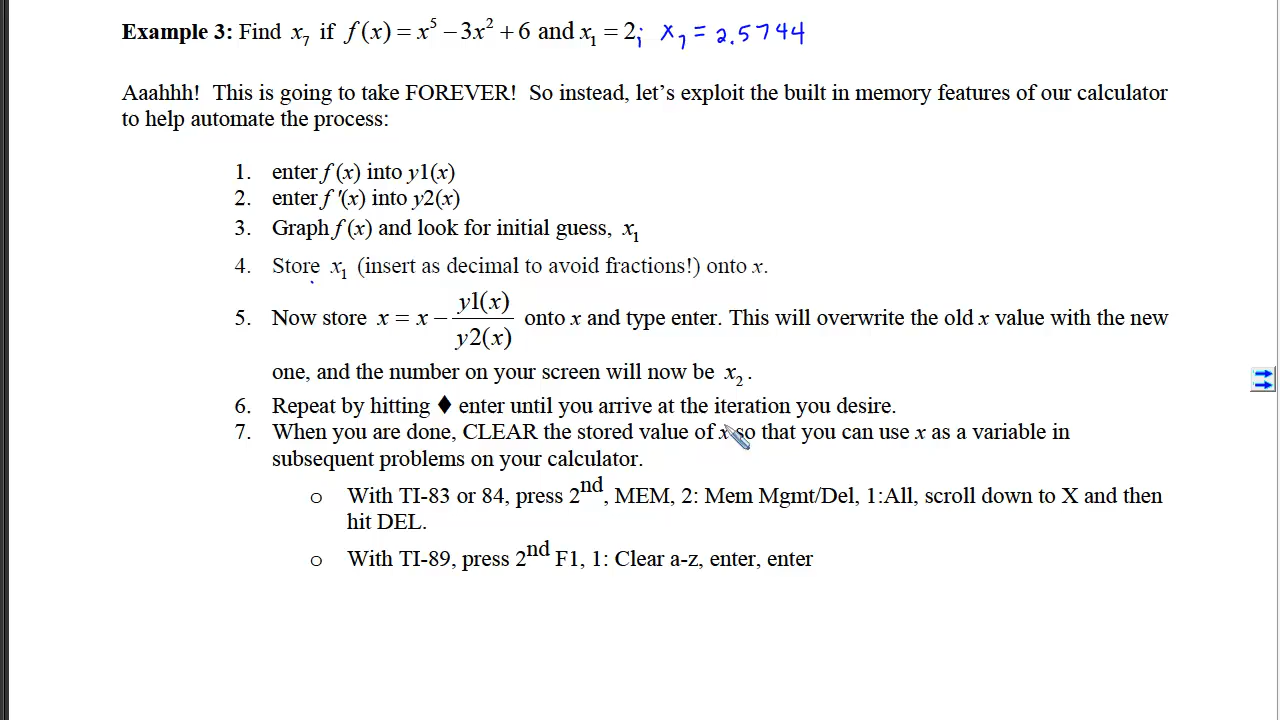 Example 3: Find x₇ if f(x) = x⁵ − 3x² + 6 and x₁ = 2; x₇ = 2.5744
Aaahhh! This is going to take FOREVER! So instead, let's exploit the built in memory features of our calculator
to help automate the process:
1. enter f (x) into y1(x)
2. enter f '(x) into y2(x)
3. Graph f (x) and look for initial guess, x₁
4. Store x₁ (insert as decimal to avoid fractions!) onto x.
5. Now store x = x − y1(x)/y2(x) onto x and type enter. This will overwrite the old x value with the new
one, and the number on your screen will now be x₂.
6. Repeat by hitting ♦ enter until you arrive at the iteration you desire.
7. When you are done, CLEAR the stored value of x so that you can use x as a variable in
subsequent problems on your calculator.
o With TI-83 or 84, press 2nd, MEM, 2: Mem Mgmt/Del, 1:All, scroll down to X and then
hit DEL.
o With TI-89, press 2nd F1, 1: Clear a-z, enter, enter